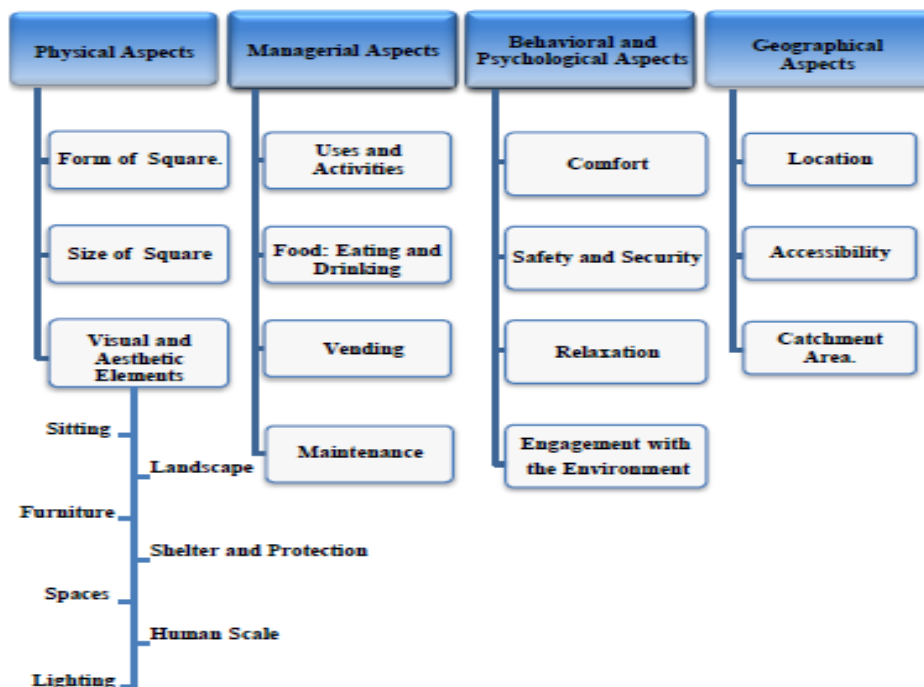 Physical Aspects
Form of Square.
Size of Square
Visual and
Aesthetic
Elements
Sitting
Landscape
Furniture
Shelter and Protection
Spaces
Human Scale
Lighting
Managerial Aspects
Uses and
Activities
Food: Eating and
Drinking
Vending
Maintenance
Behavioral and
Psychological Aspects
Comfort
Safety and Security
Relaxation
Engagement with
the Environment
Geographical
Aspects
Location
Accessibility
Catchment
Area.